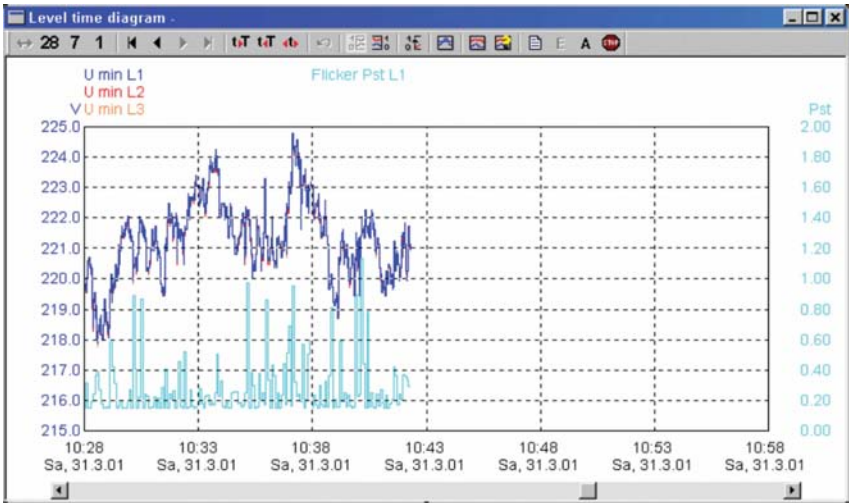 Level time diagram -
28 7 1 t›T t‹T ‹t› E A STOP
U min L1
Flicker Pst L1
U min L2
V U min L3
Pst
225.0 2.00
224.0 1.80
223.0 1.60
222.0 1.40
221.0 1.20
220.0 1.00
219.0 0.80
218.0 0.60
217.0 0.40
216.0 0.20
215.0 0.00
10:28 10:33 10:38 10:43 10:48 10:53 10:58
Sa, 31.3.01 Sa, 31.3.01 Sa, 31.3.01 Sa, 31.3.01 Sa, 31.3.01 Sa, 31.3.01 Sa, 31.3.01